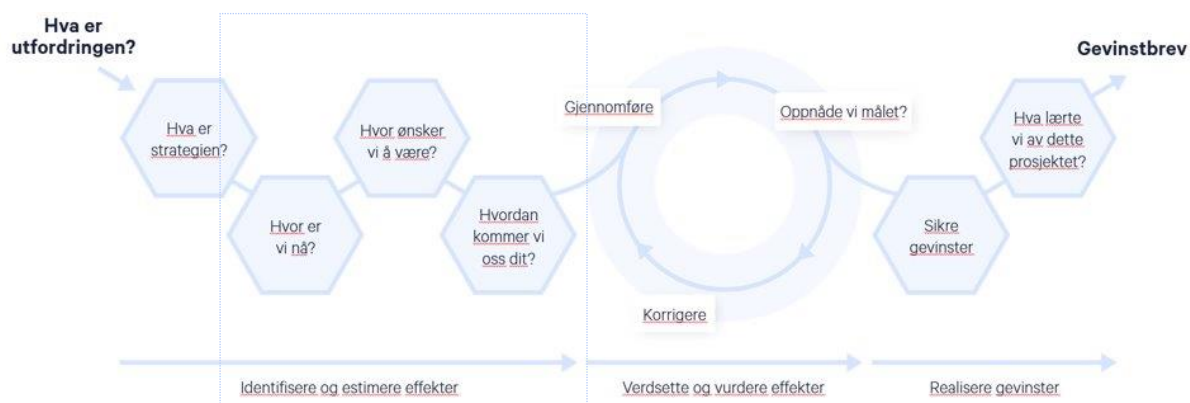 Hva er
utfordringen?
Hva er
strategien?
Hvor er
vi nå?
Hvor ønsker
vi å være?
Hvordan
kommer vi
oss dit?
Gjennomføre
Oppnåde vi målet?
Korrigere
Sikre
gevinster
Hva lærte
vi av dette
prosjektet?
Gevinstbrev
Identifisere og estimere effekter
Verdsette og vurdere effekter
Realisere gevinster